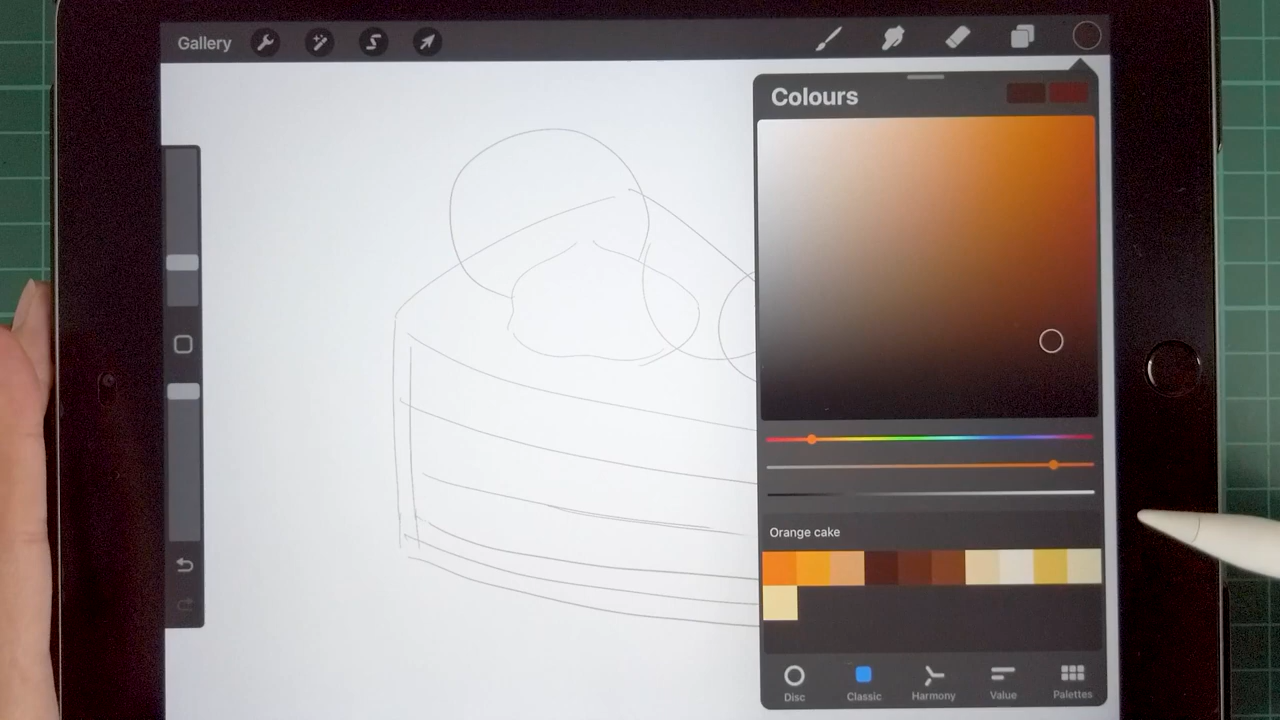 Gallery
Colours
Orange cake
Disc
Classic
Harmony
Value
Palettes